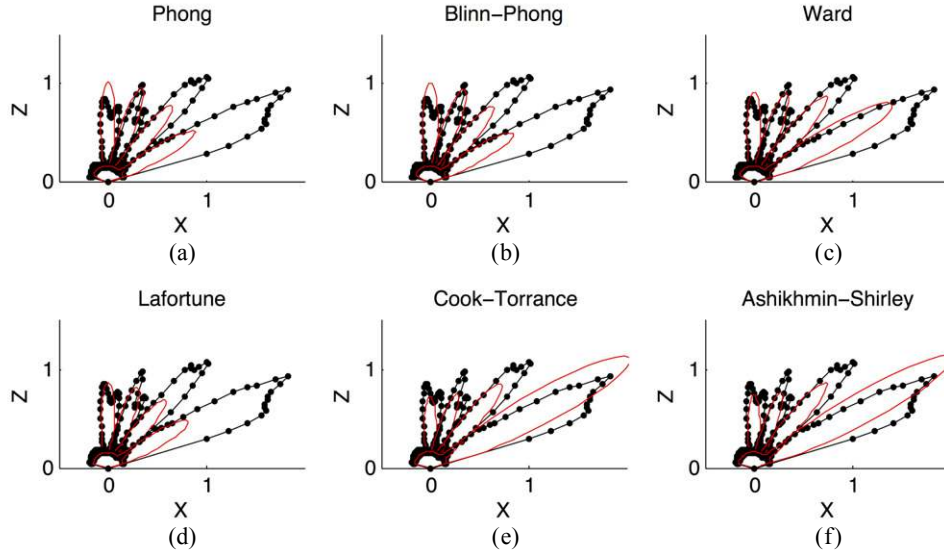 Phong
Blinn−Phong
Ward
1
Z
0
0
1
X
1
Z
0
0
1
X
1
Z
0
0
1
X
(a)
(b)
(c)
Lafortune
Cook−Torrance
Ashikhmin−Shirley
1
Z
0
0
1
X
1
Z
0
0
1
X
1
Z
0
0
1
X
(d)
(e)
(f)